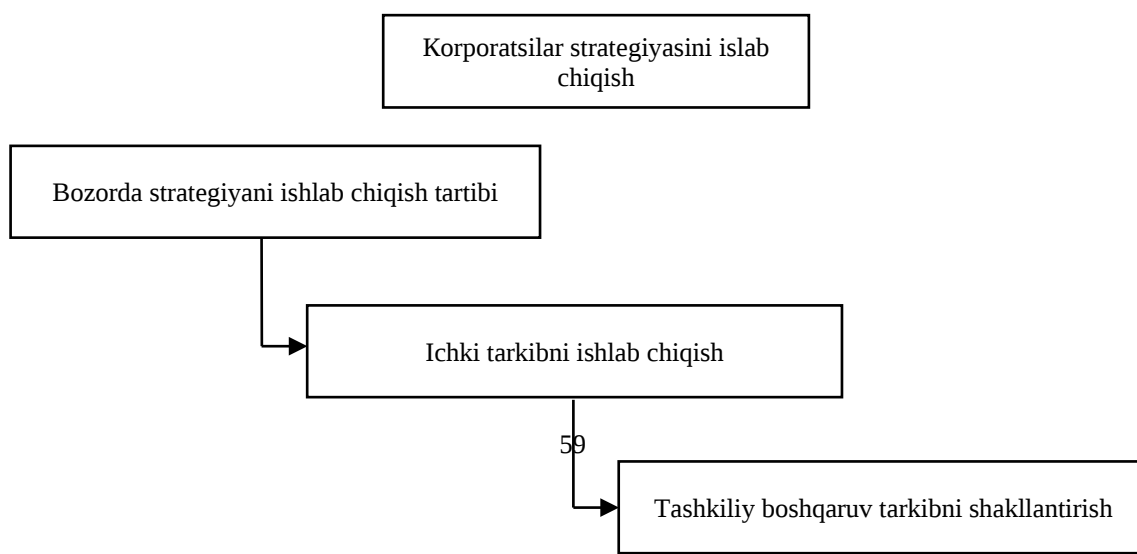 Korporatsilar strategiyasini islab
chiqish
Bozorda strategiyani ishlab chiqish tartibi
Ichki tarkibni ishlab chiqish
59
Tashkiliy boshqaruv tarkibni shakllantirish